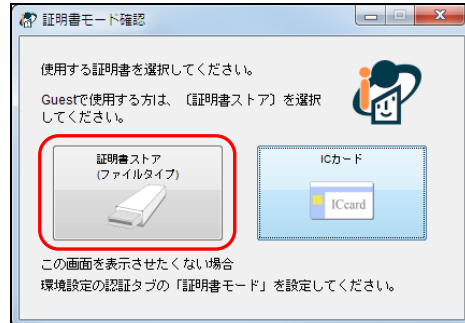 証明書モード確認
使用する証明書を選択してください。
Guestで使用する方は、〔証明書ストア〕を選択
してください。
証明書ストア
(ファイルタイプ)
ICカード
ICcard
この画面を表示させたくない場合
環境設定の認証タブの「証明書モード」を設定してください。